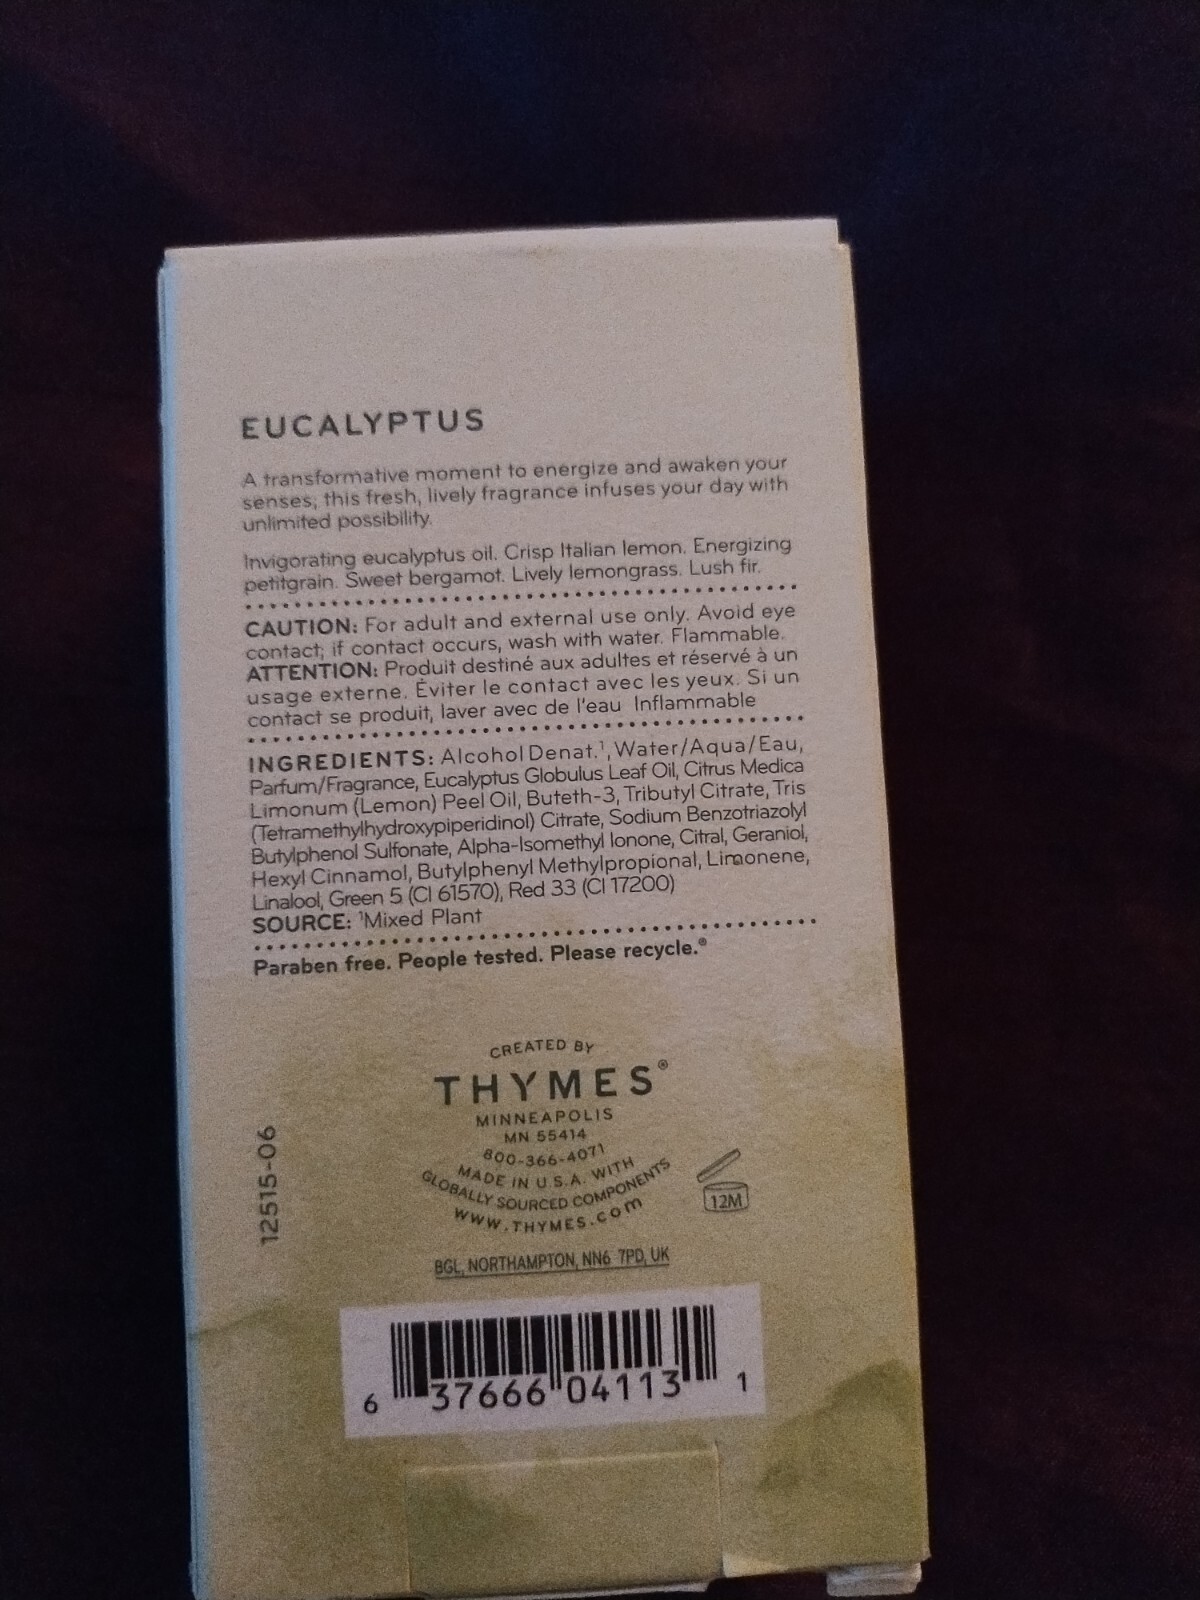 EUCALYPTUS
A transformative moment to energize and awaken your
senses, this fresh, lively fragrance infuses your day with
unlimited possibility.
Invigorating eucalyptus oil. Crisp Italian lemon. Energizing
petitgrain. Sweet bergamot. Lively lemongrass. Lush fir.
CAUTION: For adult and external use only. Avoid eye
contact; if contact occurs, wash with water. Flammable.
ATTENTION: Produit destiné aux adultes et réservé à un
usage externe. Éviter le contact avec les yeux. Si un
contact se produit, laver avec de l'eau Inflammable
INGREDIENTS: Alcohol Denat.¹, Water/Aqua/Eau,
Parfum/Fragrance, Eucalyptus Globulus Leaf Oil, Citrus Medica
Limonum (Lemon) Peel Oil, Buteth-3, Tributyl Citrate, Tris
(Tetramethylhydroxypiperidinol) Citrate, Sodium Benzotriazolyl
Butylphenol Sulfonate, Alpha-Isomethyl Ionone, Citral, Geraniol,
Hexyl Cinnamol, Butylphenyl Methylpropional, Limonene,
Linalool, Green 5 (CI 61570), Red 33 (CI 17200)
SOURCE: ¹Mixed Plant
Paraben free. People tested. Please recycle.®
CREATED BY
THYMES®
MINNEAPOLIS
MN 55414
800-366-4071
MADE IN U.S.A. WITH
GLOBALLY SOURCED COMPONENTS
WWW.THYMES.COM
12M
12515-06
BGL, NORTHAMPTON, NN6 7PD, UK
6 37666 04113 1